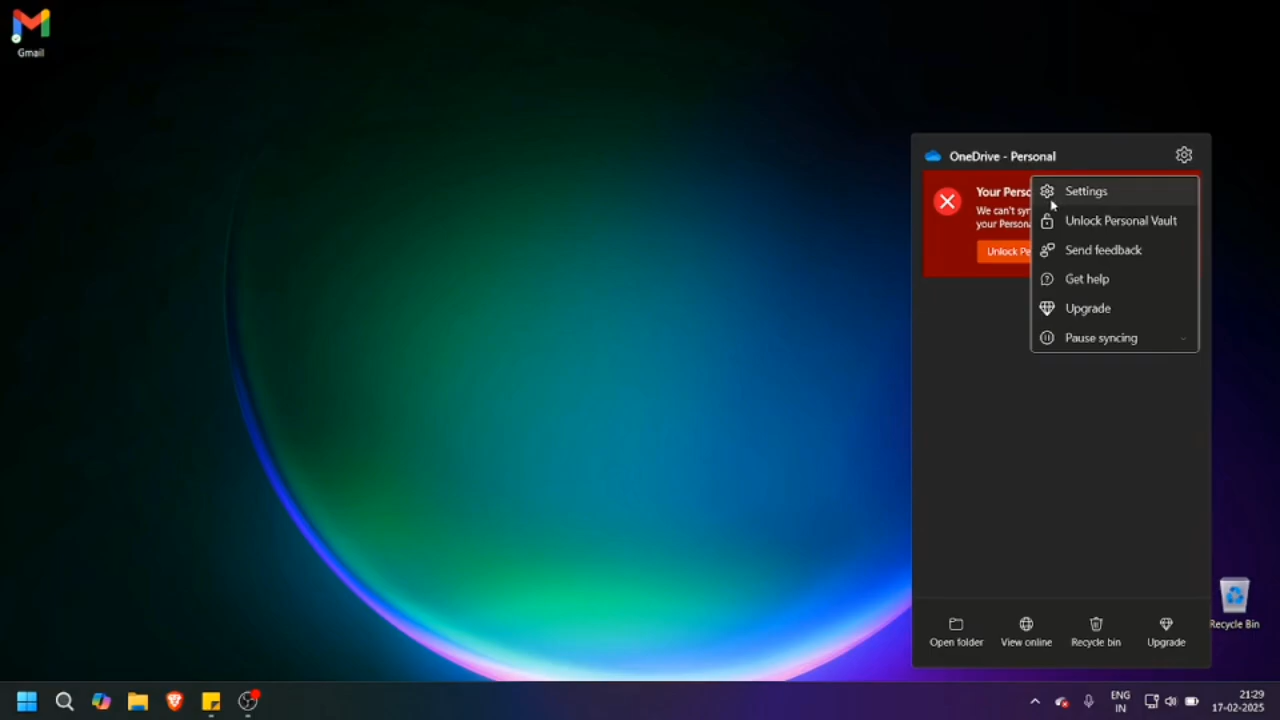 Gmail
OneDrive - Personal
Your Perso
We can't syn
your Persona
Unlock Pe
Settings
Unlock Personal Vault
Send feedback
Get help
Upgrade
Pause syncing
Open folder
View online
Recycle bin
Upgrade
Recycle Bin
ENG
IN
21:29
17-02-2025